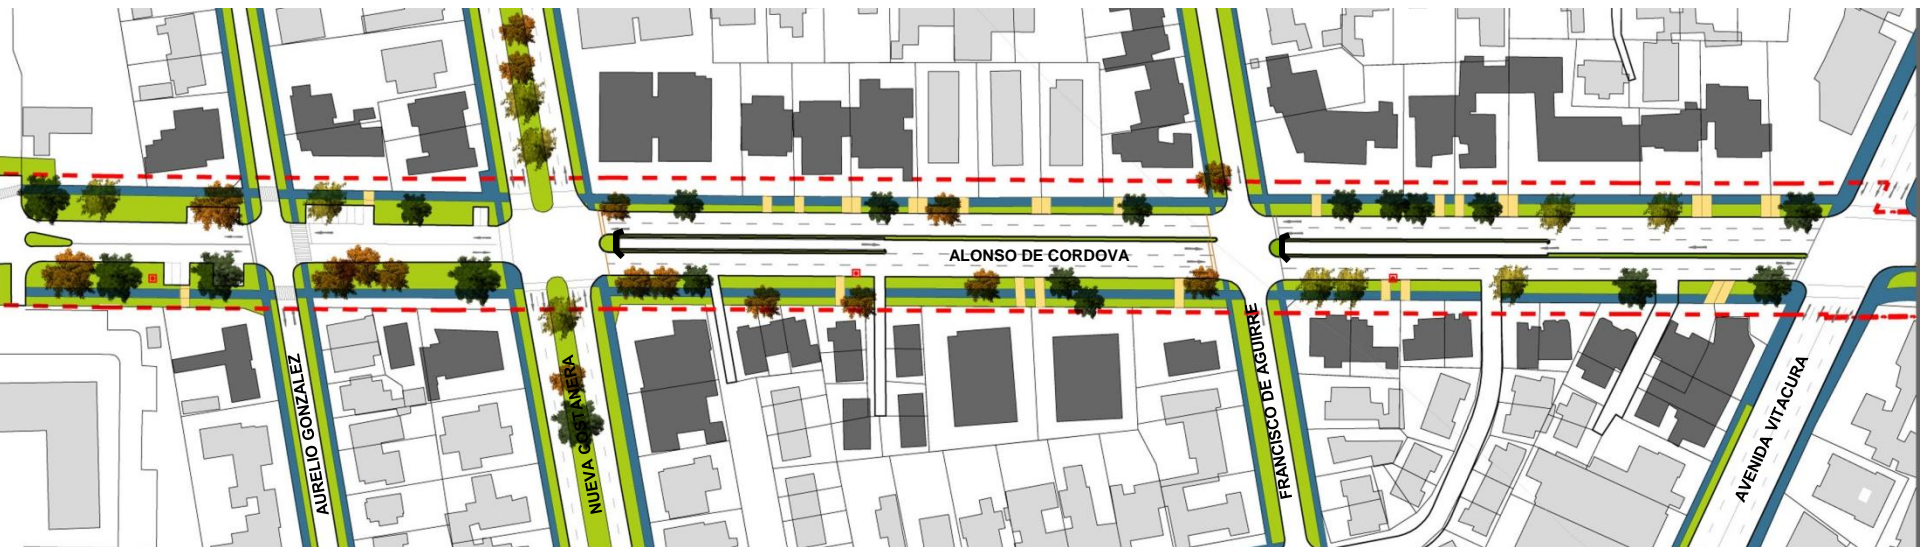 ALONSO DE CORDOVA
AURELIO GONZALEZ
NUEVA COSTANERA
FRANCISCO DE AGUIRRE
AVENIDA VITACURA